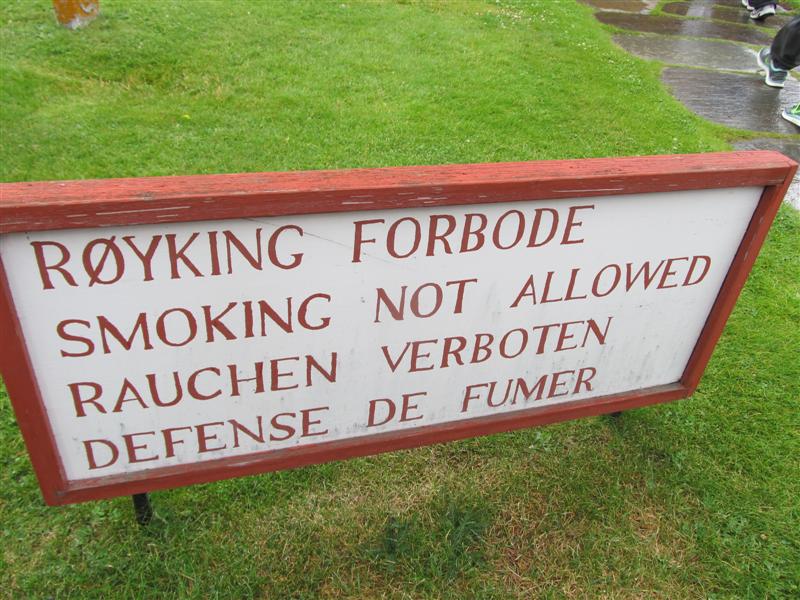 RØYKING FORBODE
SMOKING NOT ALLOWED
RAUCHEN VERBOTEN
DEFENSE DE FUMER